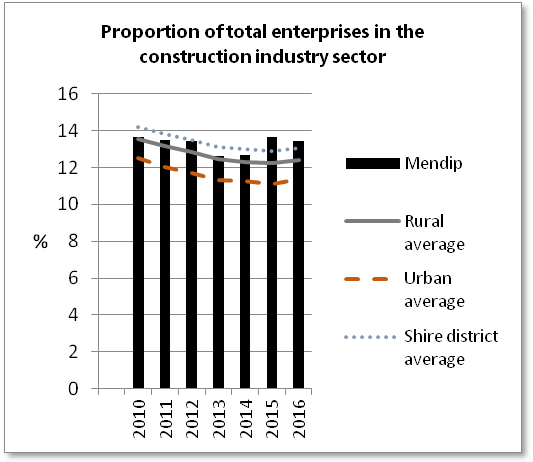 Proportion of total enterprises in the
construction industry sector
16
14
12
10
8
6
4
2
0
%
2010
2011
2012
2013
2014
2015
2016
Mendip
Rural
average
Urban
average
Shire district
average